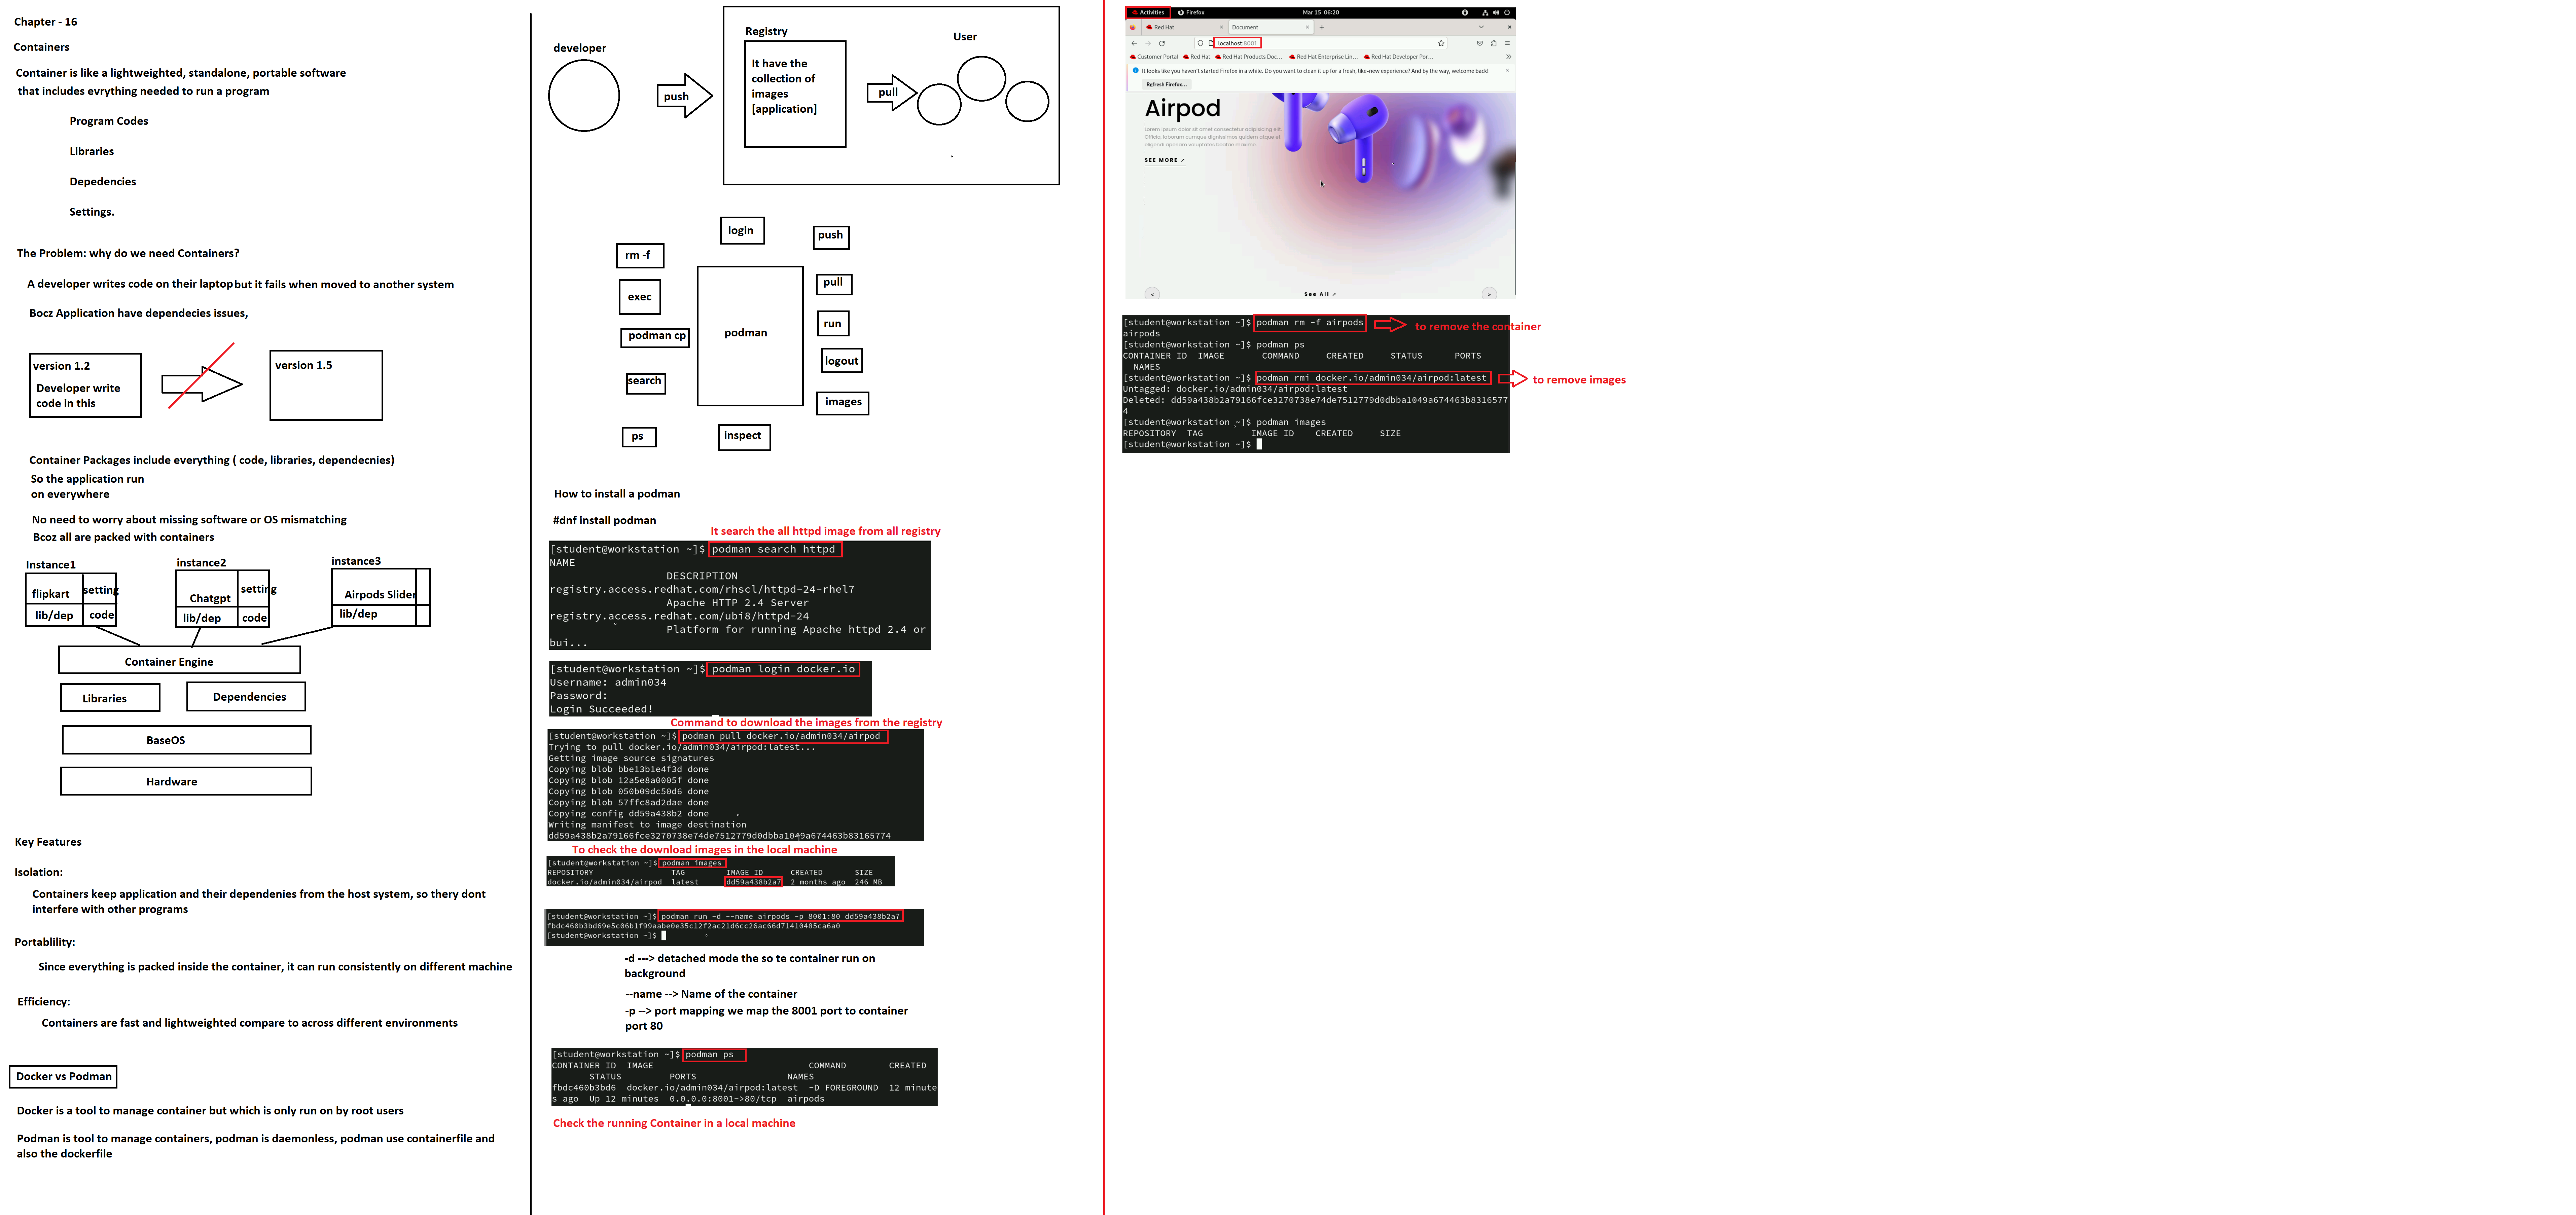 Chapter - 16
Containers
Container is like a lightweighted, standalone, portable software
that includes evrything needed to run a program
Program Codes
Libraries
Depedencies
Settings.
The Problem: why do we need Containers?
A developer writes code on their laptop but it fails when moved to another system
Bocz Application have dependecies issues,
version 1.2
Developer write
code in this
version 1.5
Container Packages include everything ( code, libraries, dependecnies)
So the application run
on everywhere
No need to worry about missing software or OS mismatching
Bcoz all are packed with containers
Instance1
flipkart
setting
lib/dep
code
instance2
Chatgpt
setting
lib/dep
code
instance3
Airpods Slider
lib/dep
Container Engine
Libraries
Dependencies
BaseOS
Hardware
Key Features
Isolation:
Containers keep application and their dependenies from the host system, so thery dont
interfere with other programs
Portablility:
Since everything is packed inside the container, it can run consistently on different machine
Efficiency:
Containers are fast and lightweighted compare to across different environments
Docker vs Podman
Docker is a tool to manage container but which is only run on by root users
Podman is tool to manage containers, podman is daemonless, podman use containerfile and
also the dockerfile
developer
push
Registry
It have the
collection of
images
[application]
pull
User
login
push
rm -f
exec
pull
podman cp
podman
run
logout
search
images
ps
inspect
How to install a podman
#dnf install podman
It search the all httpd image from all registry
[student@workstation ~]$ podman search httpd
NAME
DESCRIPTION
registry.access.redhat.com/rhscl/httpd-24-rhel7
Apache HTTP 2.4 Server
registry.access.redhat.com/ubi8/httpd-24
Platform for running Apache httpd 2.4 or
bui...
[student@workstation ~]$ podman login docker.io
Username: admin034
Password:
Login Succeeded!
Command to download the images from the registry
[student@workstation ~]$ podman pull docker.io/admin034/airpod
Trying to pull docker.io/admin034/airpod:latest...
Getting image source signatures
Copying blob bbe13b1e4f3d done
Copying blob 12a5e8a0005f done
Copying blob 050b09dc50d6 done
Copying blob 57ffc8ad2dae done
Copying config dd59a438b2 done
Writing manifest to image destination
dd59a438b2a79166fce3270738e74de7512779d0dbba1049a674463b83165774
To check the download images in the local machine
[student@workstation ~]$ podman images
REPOSITORY TAG IMAGE ID CREATED SIZE
docker.io/admin034/airpod latest dd59a438b2a7 2 months ago 246 MB
[student@workstation ~]$ podman run -d --name airpods -p 8001:80 dd59a438b2a7
fbdc460b3bd69e5c06b1f99aabe0e35c12f2ac21d6cc26ac66d71410485ca6a0
[student@workstation ~]$
-d ---> detached mode the so te container run on
background
--name --> Name of the container
-p --> port mapping we map the 8001 port to container
port 80
[student@workstation ~]$ podman ps
CONTAINER ID IMAGE COMMAND CREATED
STATUS PORTS NAMES
fbdc460b3bd6 docker.io/admin034/airpod:latest -D FOREGROUND 12 minute
s ago Up 12 minutes 0.0.0.0:8001->80/tcp airpods
Check the running Container in a local machine
Activities Firefox Mar 15 06:20
Red Hat Document
localhost:8001
Customer Portal Red Hat Red Hat Products Doc... Red Hat Enterprise Lin... Red Hat Developer Por...
It looks like you haven't started Firefox in a while. Do you want to clean it up for a fresh, like-new experience? And by the way, welcome back!
Refresh Firefox...
Airpod
Lorem ipsum dolor sit amet consectetur adipisicing elit.
Officia, laborum cumque dignissimos quidem atque et
eligendi aperiam voluptates beatae maxime.
SEE MORE ↗
< See All ↗ >
[student@workstation ~]$ podman rm -f airpods
to remove the container
airpods
[student@workstation ~]$ podman ps
CONTAINER ID IMAGE COMMAND CREATED STATUS PORTS
NAMES
[student@workstation ~]$ podman rmi docker.io/admin034/airpod:latest
to remove images
Untagged: docker.io/admin034/airpod:latest
Deleted: dd59a438b2a79166fce3270738e74de7512779d0dbba1049a674463b8316577
4
[student@workstation ~]$ podman images
REPOSITORY TAG IMAGE ID CREATED SIZE
[student@workstation ~]$